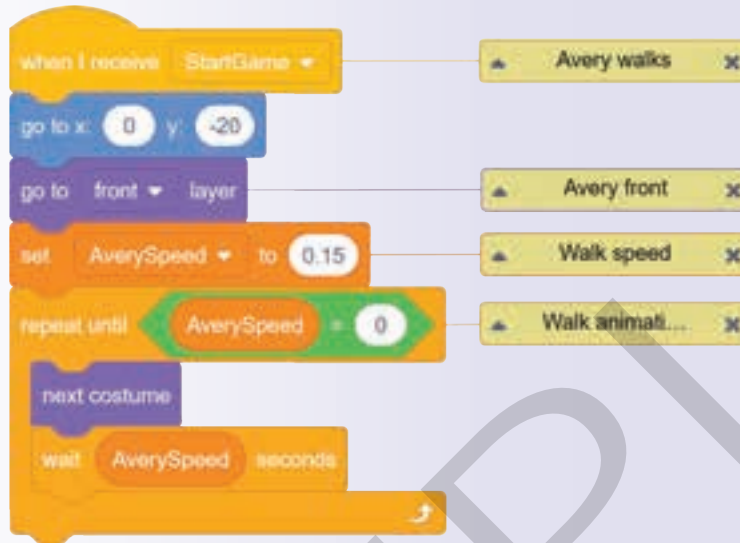 when I receive StartGame Avery walks
go to x: 0 y: -20
go to front layer Avery front
set AverySpeed to 0.15 Walk speed
repeat until AverySpeed = 0 Walk animati...
next costume
wait AverySpeed seconds